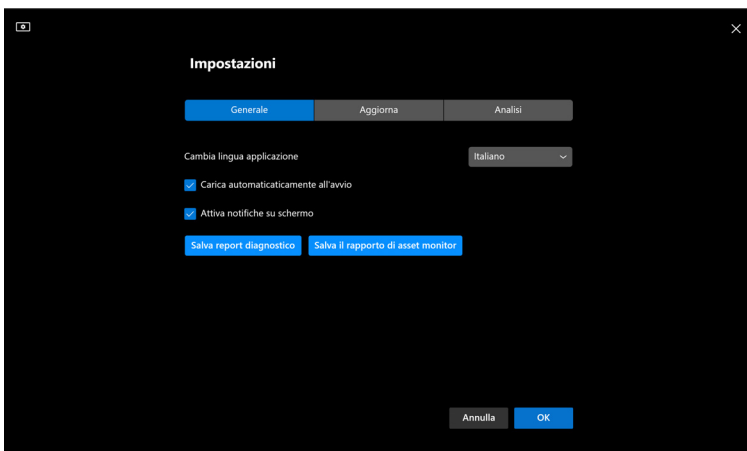 Impostazioni
Generale Aggiorna Analisi
Cambia lingua applicazione Italiano
Carica automaticaticamente all'avvio
Attiva notifiche su schermo
Salva report diagnostico Salva il rapporto di asset monitor
Annulla OK